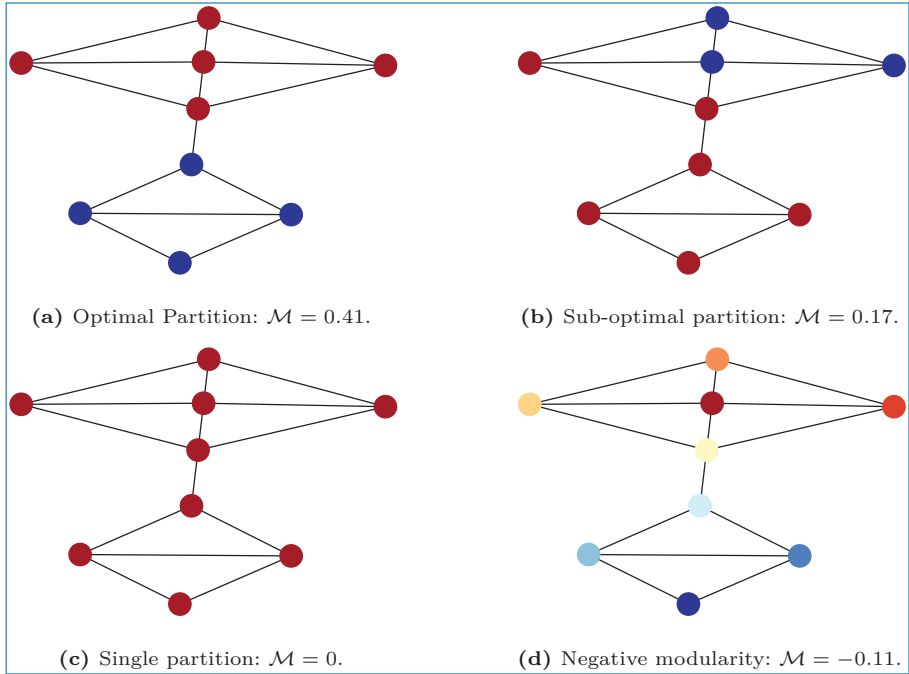 (a) Optimal Partition: ℳ = 0.41.
(b) Sub-optimal partition: ℳ = 0.17.
(c) Single partition: ℳ = 0.
(d) Negative modularity: ℳ = −0.11.